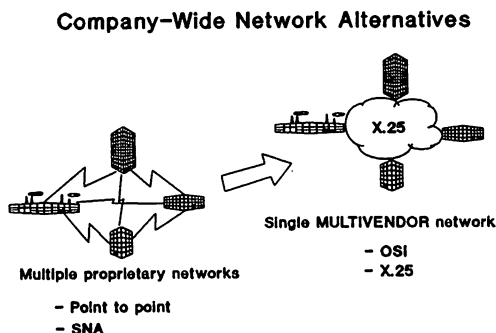 Company-Wide Network Alternatives
X.25
Single MULTIVENDOR network
- OSI
- X.25
Multiple proprietary networks
- Point to point
- SNA